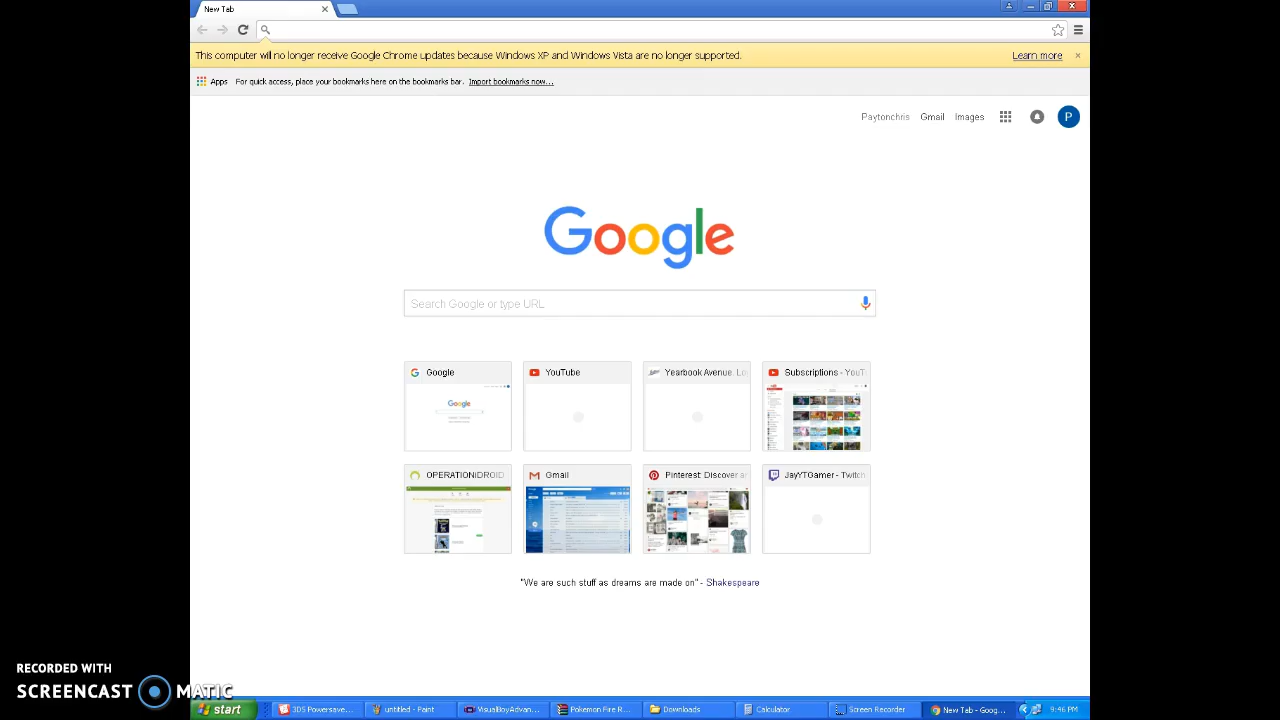 New Tab
This computer will no longer receive Google Chrome updates because Windows XP and Windows Vista are no longer supported.
Learn more
Apps
For quick access, place your bookmarks here on the bookmarks bar. Import bookmarks now...
Paytonchris Gmail Images
P
Google
Search Google or type URL
Google
YouTube
Yearbook Avenue. Lo
Subscriptions - YouT
Google
OPERATION|DROID
Gmail
Pinterest: Discover a
JayYTGamer - Twitch
"We are such stuff as dreams are made on" - Shakespeare
RECORDED WITH
SCREENCAST MATIC
start
3DS Powersave...
untitled - Paint
VisualBoyAdvan...
Pokemon Fire R...
Downloads
Calculator
Screen Recorder
New Tab - Goog...
9:46 PM